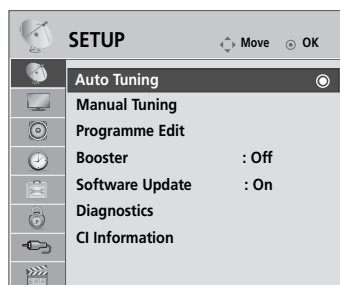 SETUP Move OK
Auto Tuning
Manual Tuning
Programme Edit
Booster : Off
Software Update : On
Diagnostics
CI Information